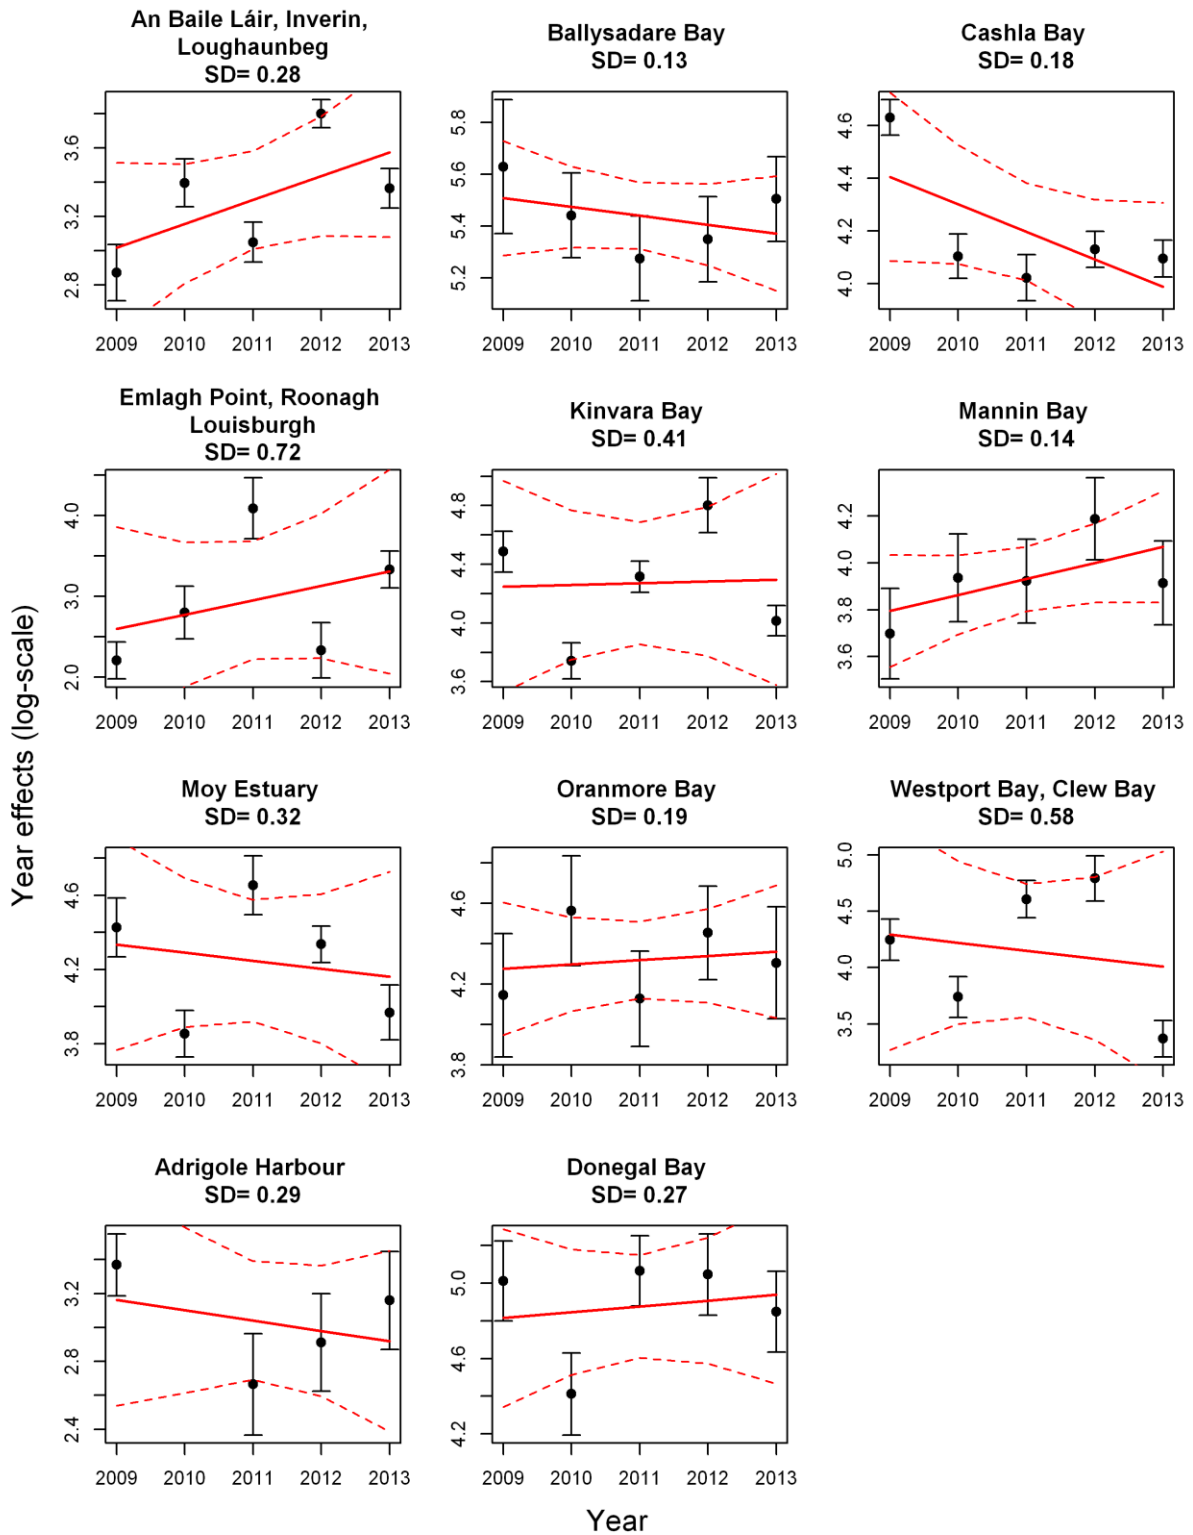 An Baile Láir, Inverin,
Loughaunbeg
SD= 0.28
2.8 3.2 3.6
2009 2010 2011 2012 2013
Ballysadare Bay
SD= 0.13
5.2 5.4 5.6 5.8
2009 2010 2011 2012 2013
Cashla Bay
SD= 0.18
4.0 4.2 4.4 4.6
2009 2010 2011 2012 2013
Emlagh Point, Roonagh
Louisburgh
SD= 0.72
2.0 3.0 4.0
2009 2010 2011 2012 2013
Kinvara Bay
SD= 0.41
3.6 4.0 4.4 4.8
2009 2010 2011 2012 2013
Mannin Bay
SD= 0.14
3.6 3.8 4.0 4.2
2009 2010 2011 2012 2013
Moy Estuary
SD= 0.32
3.8 4.2 4.6
2009 2010 2011 2012 2013
Oranmore Bay
SD= 0.19
3.8 4.2 4.6
2009 2010 2011 2012 2013
Westport Bay, Clew Bay
SD= 0.58
3.5 4.0 4.5 5.0
2009 2010 2011 2012 2013
Adrigole Harbour
SD= 0.29
2.4 2.8 3.2
2009 2010 2011 2012 2013
Donegal Bay
SD= 0.27
4.2 4.6 5.0
2009 2010 2011 2012 2013
Year effects (log-scale)
Year